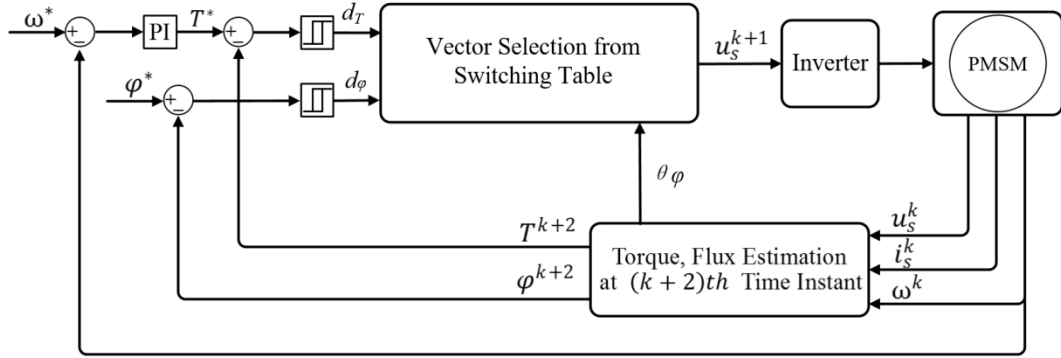 ω*
+
−
PI
T*
+
−
d_T
Vector Selection from
Switching Table
u_s^{k+1}
Inverter
PMSM
φ*
+
−
d_φ
θ_φ
T^{k+2}
φ^{k+2}
Torque, Flux Estimation
at (k + 2)th Time Instant
u_s^k
i_s^k
ω^k